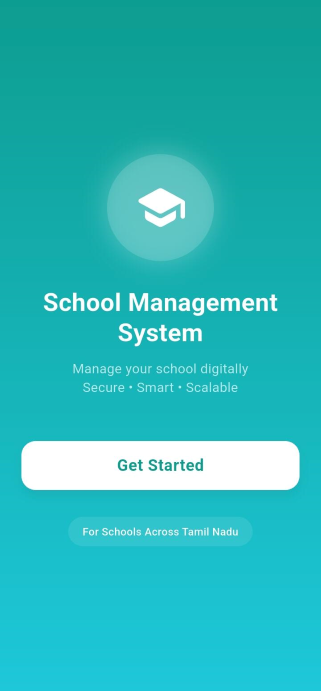 School Management
System
Manage your school digitally
Secure • Smart • Scalable
Get Started
For Schools Across Tamil Nadu